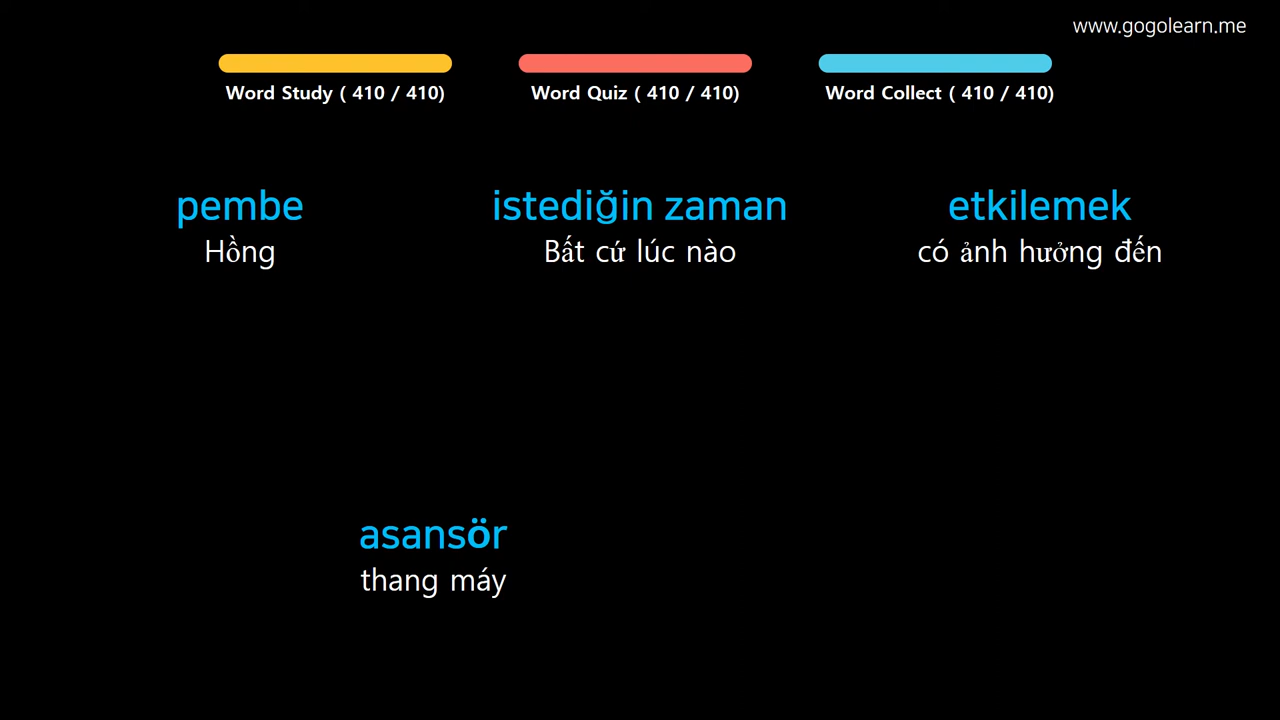 www.gogolearn.me
Word Study ( 410 / 410)
Word Quiz ( 410 / 410)
Word Collect ( 410 / 410)
pembe
Hồng
istediğin zaman
Bất cứ lúc nào
etkilemek
có ảnh hưởng đến
asansör
thang máy